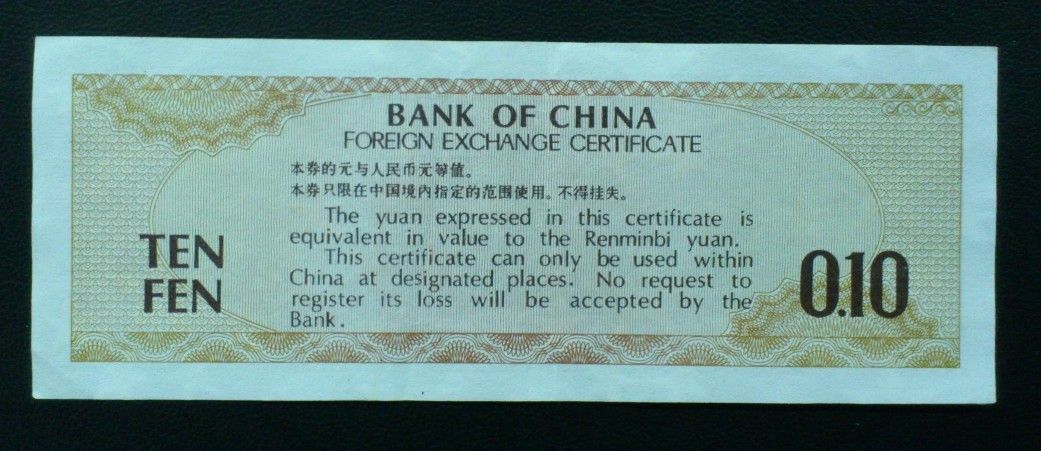 BANK OF CHINA
FOREIGN EXCHANGE CERTIFICATE
本券的元与人民币元等值。
本券只限在中国境内指定的范围使用。不得挂失。
The yuan expressed in this certificate is
equivalent in value to the Renminbi yuan.
This certificate can only be used within
China at designated places. No request to
register its loss will be accepted by the
Bank.
TEN
FEN
0.10